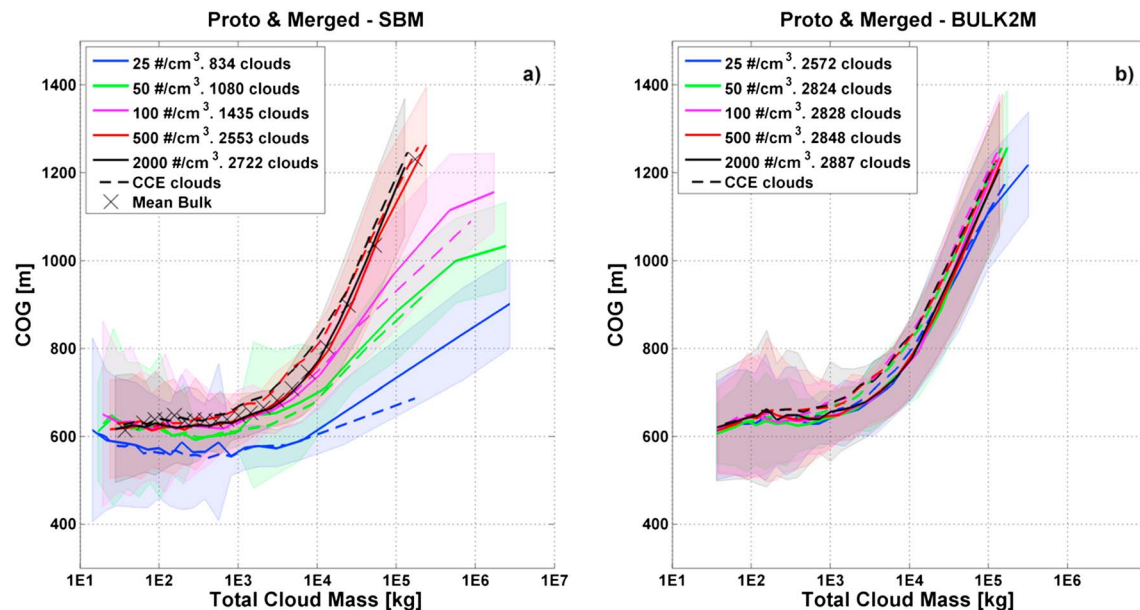 Proto & Merged - SBM
25 #/cm³. 834 clouds
50 #/cm³. 1080 clouds
100 #/cm³. 1435 clouds
500 #/cm³. 2553 clouds
2000 #/cm³. 2722 clouds
CCE clouds
Mean Bulk
a)
COG [m]
1400
1200
1000
800
600
400
1E1 1E2 1E3 1E4 1E5 1E6 1E7
Total Cloud Mass [kg]
Proto & Merged - BULK2M
25 #/cm³. 2572 clouds
50 #/cm³. 2824 clouds
100 #/cm³. 2828 clouds
500 #/cm³. 2848 clouds
2000 #/cm³. 2887 clouds
CCE clouds
b)
COG [m]
1400
1200
1000
800
600
400
1E1 1E2 1E3 1E4 1E5 1E6
Total Cloud Mass [kg]